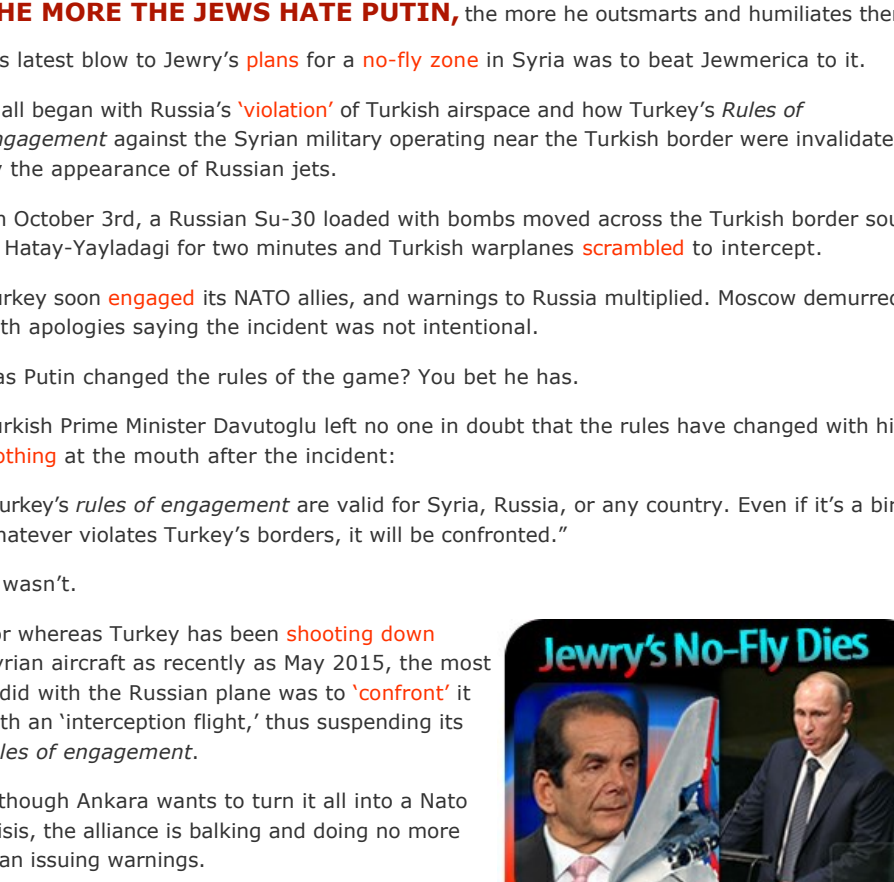 HE MORE THE JEWS HATE PUTIN, the more he outsmarts and humiliates the
s latest blow to Jewry's plans for a no-fly zone in Syria was to beat Jewmerica to it.
all began with Russia's 'violation' of Turkish airspace and how Turkey's Rules of
ngagement against the Syrian military operating near the Turkish border were invalidate
y the appearance of Russian jets.
n October 3rd, a Russian Su-30 loaded with bombs moved across the Turkish border sou
Hatay-Yayladagi for two minutes and Turkish warplanes scrambled to intercept.
urkey soon engaged its NATO allies, and warnings to Russia multiplied. Moscow demurred
th apologies saying the incident was not intentional.
as Putin changed the rules of the game? You bet he has.
urkish Prime Minister Davutoglu left no one in doubt that the rules have changed with hi
othing at the mouth after the incident:
urkey's rules of engagement are valid for Syria, Russia, or any country. Even if it's a bir
hatever violates Turkey's borders, it will be confronted."
wasn't.
or whereas Turkey has been shooting down
yrian aircraft as recently as May 2015, the most
did with the Russian plane was to 'confront' it
th an 'interception flight,' thus suspending its
les of engagement.
though Ankara wants to turn it all into a Nato
isis, the alliance is balking and doing no more
an issuing warnings.
Jewry's No-Fly Dies